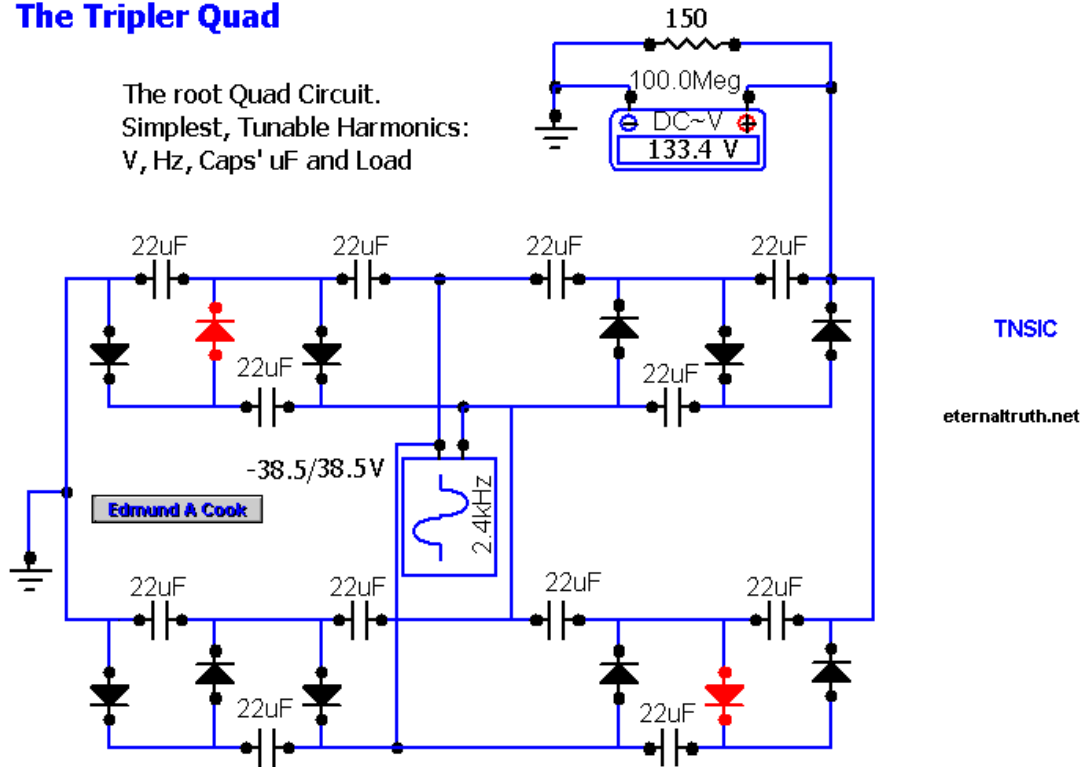 The Tripler Quad
150
The root Quad Circuit.
Simplest, Tunable Harmonics:
V, Hz, Caps' uF and Load
100.0Meg
DC~V
133.4 V
22uF
22uF
22uF
22uF
TNSIC
22uF
22uF
eternaltruth.net
-38.5/38.5V
2.4kHz
Edmund A Cook
22uF
22uF
22uF
22uF
22uF
22uF